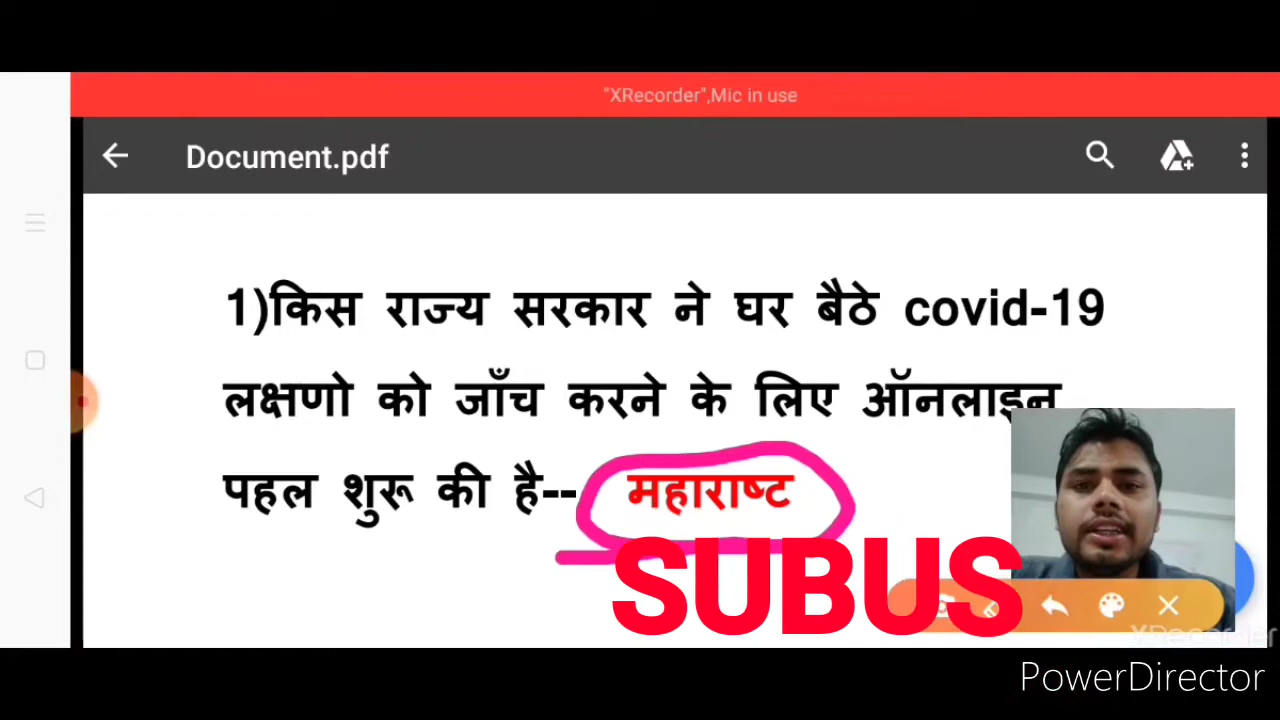 "XRecorder",Mic in use
Document.pdf
1)किस राज्य सरकार ने घर बैठे covid-19
लक्षणो को जाँच करने के लिए ऑनलाइन
पहल शुरू की है-- महाराष्ट
SUBUS
XRecorder
PowerDirector